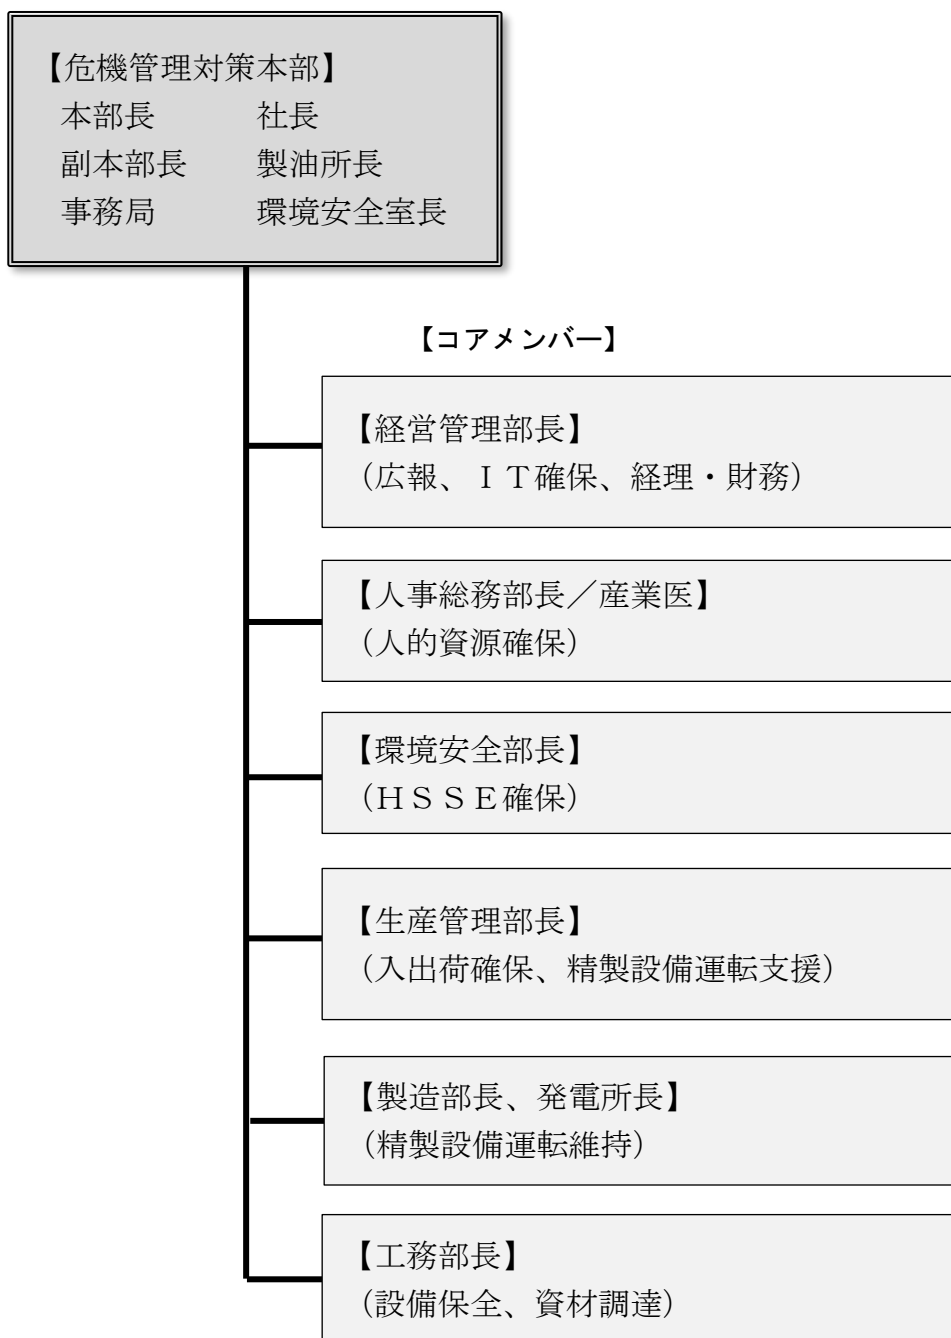 【危機管理対策本部】
本部長 社長
副本部長 製油所長
事務局 環境安全室長
【コアメンバー】
【経営管理部長】
（広報、ＩＴ確保、経理・財務）
【人事総務部長／産業医】
（人的資源確保）
【環境安全部長】
（ＨＳＳＥ確保）
【生産管理部長】
（入出荷確保、精製設備運転支援）
【製造部長、発電所長】
（精製設備運転維持）
【工務部長】
（設備保全、資材調達）